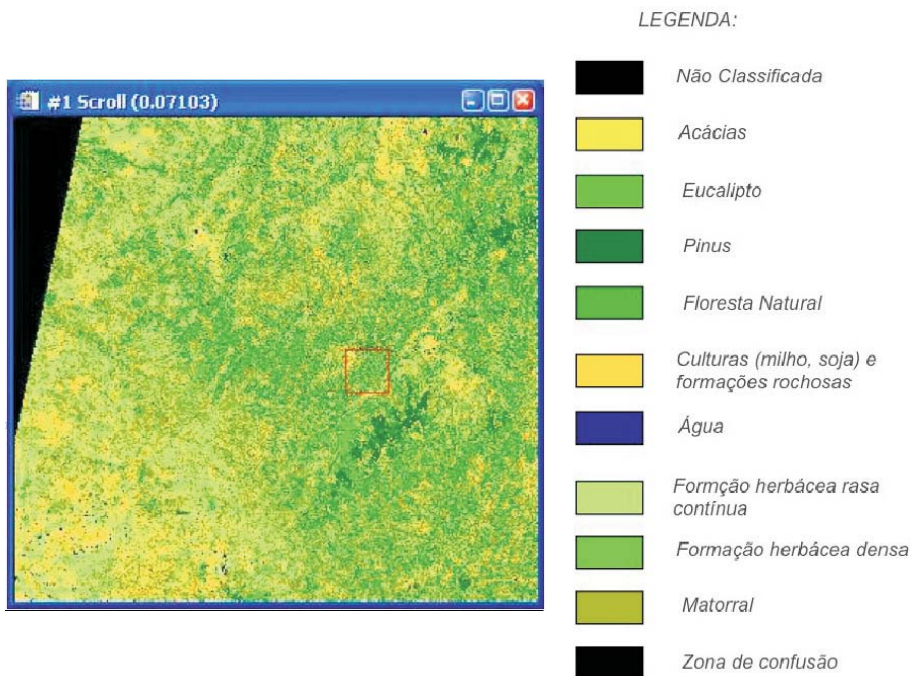 LEGENDA:
#1 Scroll (0.07103)
Não Classificada
Acácias
Eucalipto
Pinus
Floresta Natural
Culturas (milho, soja) e
formações rochosas
Água
Formção herbácea rasa
contínua
Formação herbácea densa
Matorral
Zona de confusão